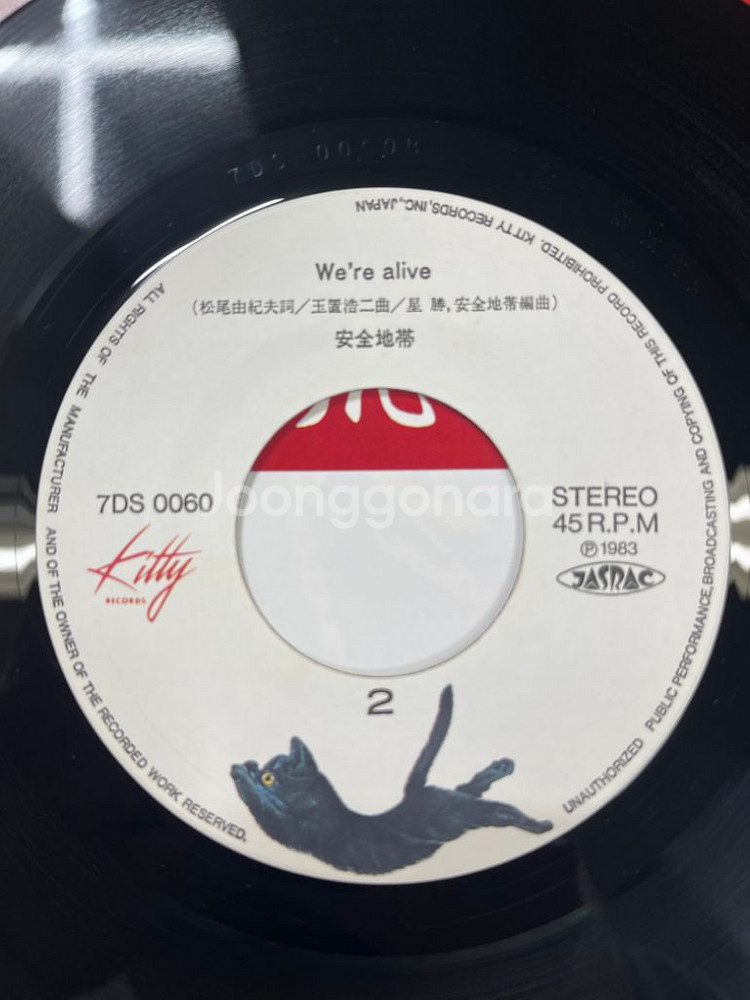 We're alive
(松尾由紀夫詞／玉置浩二曲／星 勝,安全地帯編曲)
安全地帯
7DS 0060
Kitty
RECORDS
STEREO
45 R.P.M
Ⓟ1983
JASRAC
2
ALL RIGHTS OF THE MANUFACTURER AND OF THE OWNER OF THE RECORDED WORK RESERVED.
UNAUTHORIZED PUBLIC PERFORMANCE, BROADCASTING AND COPYING OF THIS RECORD PROHIBITED. KITTY RECORDS, INC., JAPAN
Joonggonara